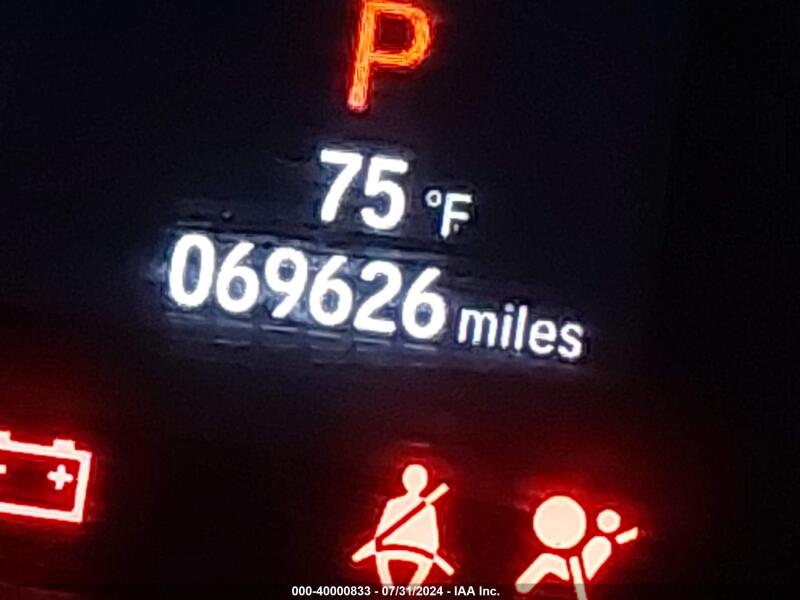 P
75 °F
069626 miles
- +
000-40000833 - 07/31/2024 - IAA Inc.